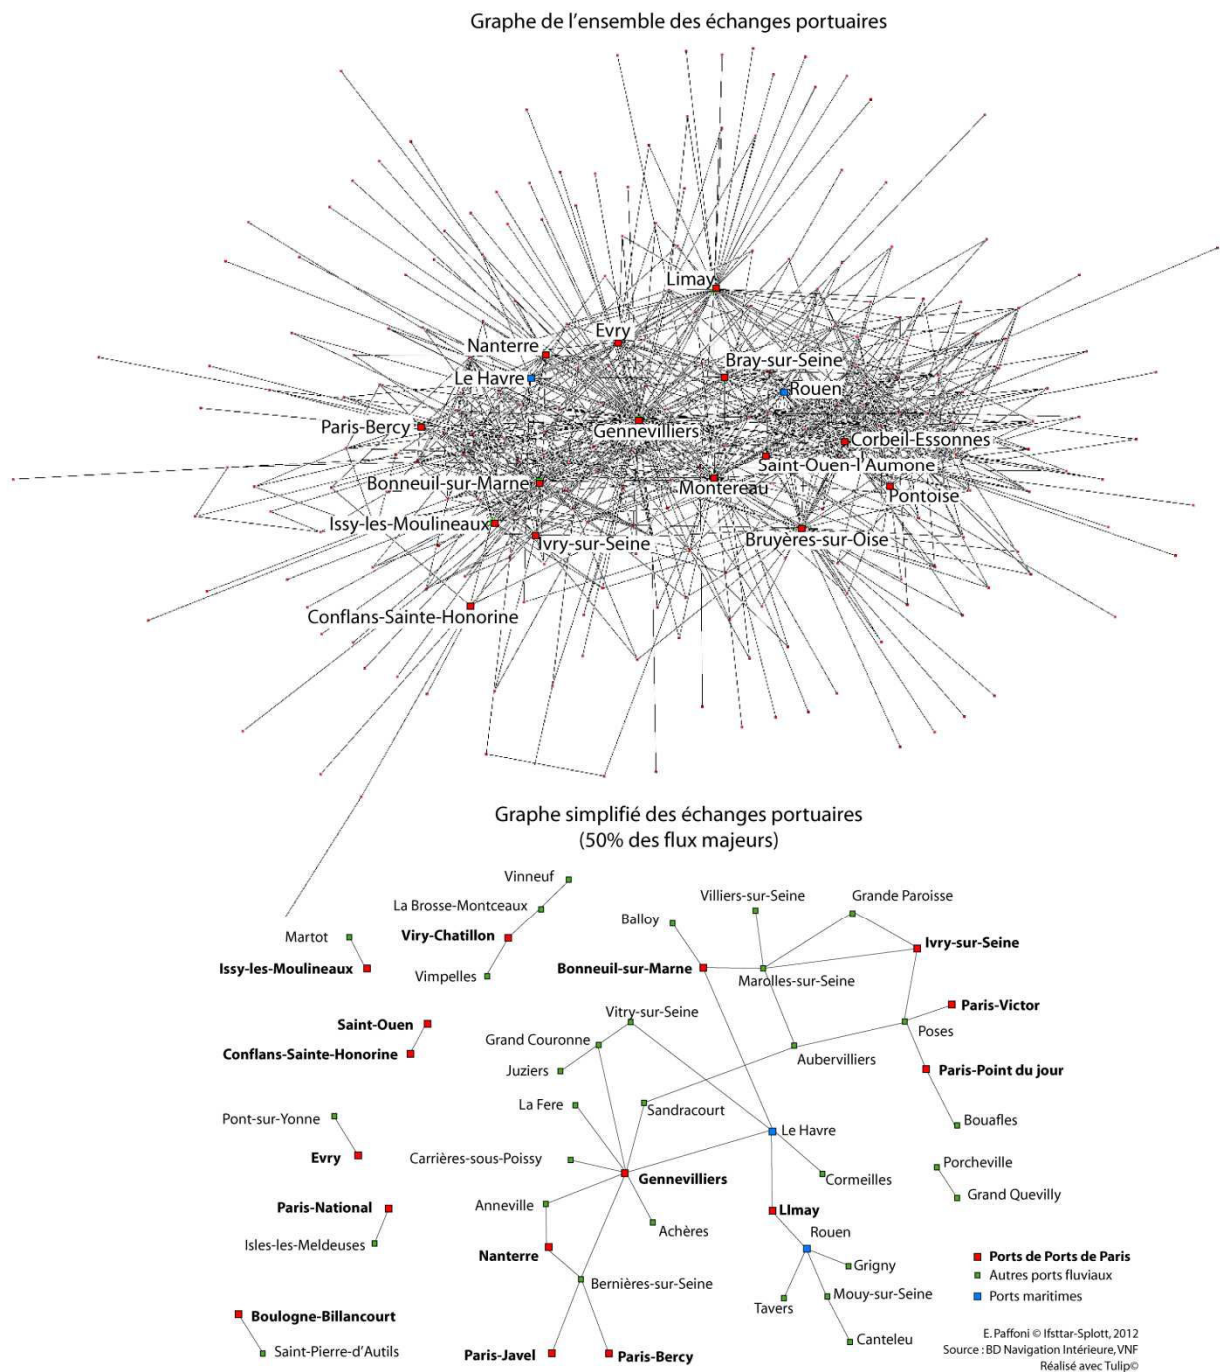 Graphe de l'ensemble des échanges portuaires
Limay
Evry
Nanterre
Bray-sur-Seine
Le Havre
Rouen
Paris-Bercy
Gennevilliers
Corbeil-Essonnes
Saint-Ouen-l'Aumone
Bonneuil-sur-Marne
Montereau
Pontoise
Issy-les-Moulineaux
Ivry-sur-Seine
Bruyères-sur-Oise
Conflans-Sainte-Honorine
Graphe simplifié des échanges portuaires
(50% des flux majeurs)
Vinneuf
Villiers-sur-Seine
Grande Paroisse
La Brosse-Montceaux
Balloy
Martot
Viry-Chatillon
Ivry-sur-Seine
Issy-les-Moulineaux
Vimpelles
Bonneuil-sur-Marne
Marolles-sur-Seine
Paris-Victor
Vitry-sur-Seine
Saint-Ouen
Poses
Grand Couronne
Conflans-Sainte-Honorine
Aubervilliers
Juziers
Paris-Point du jour
La Fere
Sandracourt
Pont-sur-Yonne
Bouafles
Le Havre
Evry
Carrières-sous-Poissy
Porcheville
Gennevilliers
Cormeilles
Grand Quevilly
Paris-National
Anneville
LImay
Achères
Rouen
Isles-les-Meldeuses
Nanterre
Ports de Ports de Paris
Grigny
Autres ports fluviaux
Bernières-sur-Seine
Mouy-sur-Seine
Ports maritimes
Tavers
Boulogne-Billancourt
Canteleu
Saint-Pierre-d'Autils
Paris-Javel
Paris-Bercy
E. Paffoni © Ifsttar-Splott, 2012
Source : BD Navigation Intérieure, VNF
Réalisé avec Tulip©